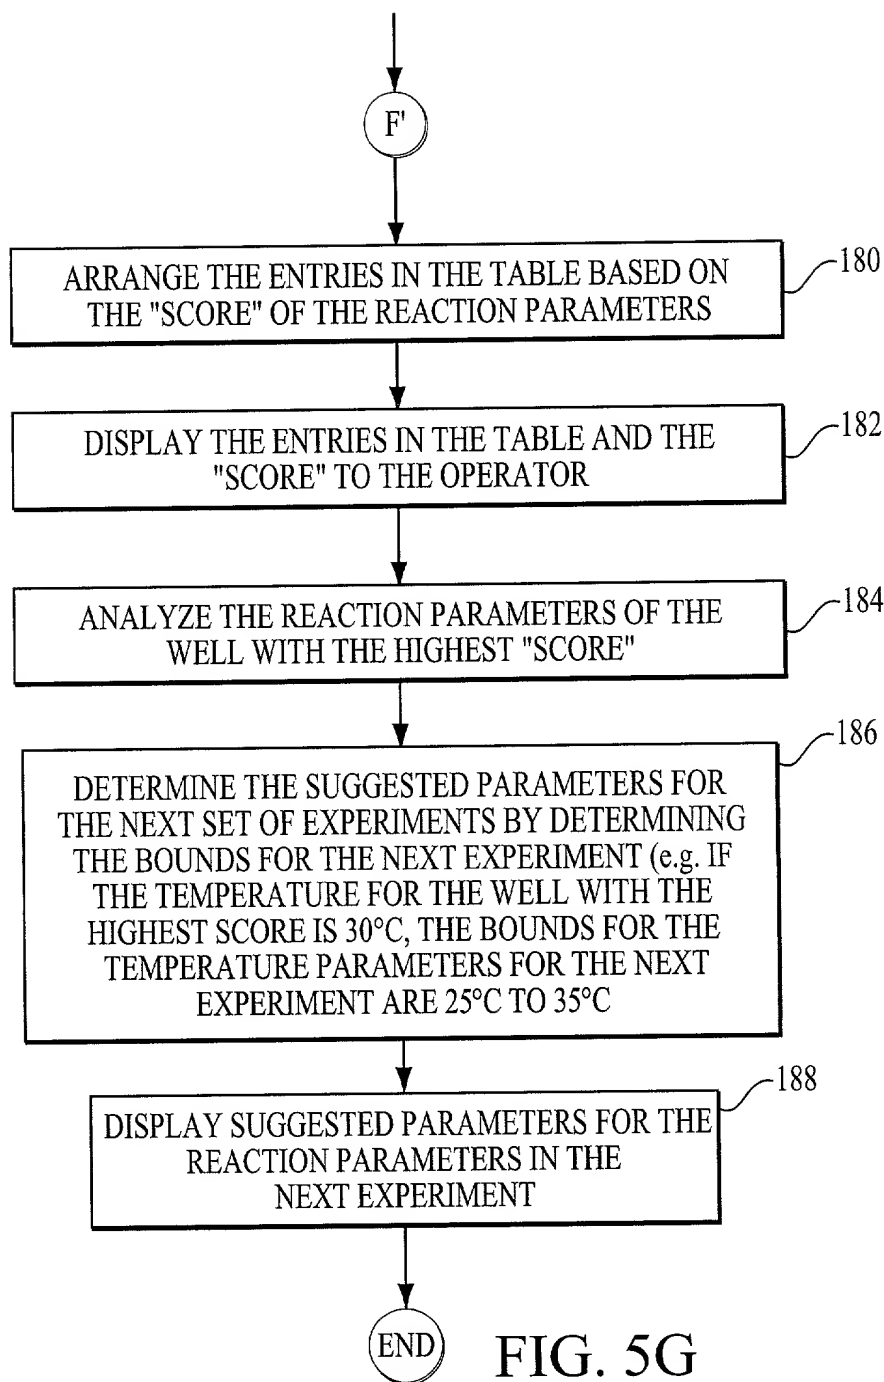 F'
ARRANGE THE ENTRIES IN THE TABLE BASED ON
THE "SCORE" OF THE REACTION PARAMETERS
180
DISPLAY THE ENTRIES IN THE TABLE AND THE
"SCORE" TO THE OPERATOR
182
ANALYZE THE REACTION PARAMETERS OF THE
WELL WITH THE HIGHEST "SCORE"
184
186
DETERMINE THE SUGGESTED PARAMETERS FOR
THE NEXT SET OF EXPERIMENTS BY DETERMINING
THE BOUNDS FOR THE NEXT EXPERIMENT (e.g. IF
THE TEMPERATURE FOR THE WELL WITH THE
HIGHEST SCORE IS 30°C, THE BOUNDS FOR THE
TEMPERATURE PARAMETERS FOR THE NEXT
EXPERIMENT ARE 25°C TO 35°C
188
DISPLAY SUGGESTED PARAMETERS FOR THE
REACTION PARAMETERS IN THE
NEXT EXPERIMENT
END
FIG. 5G